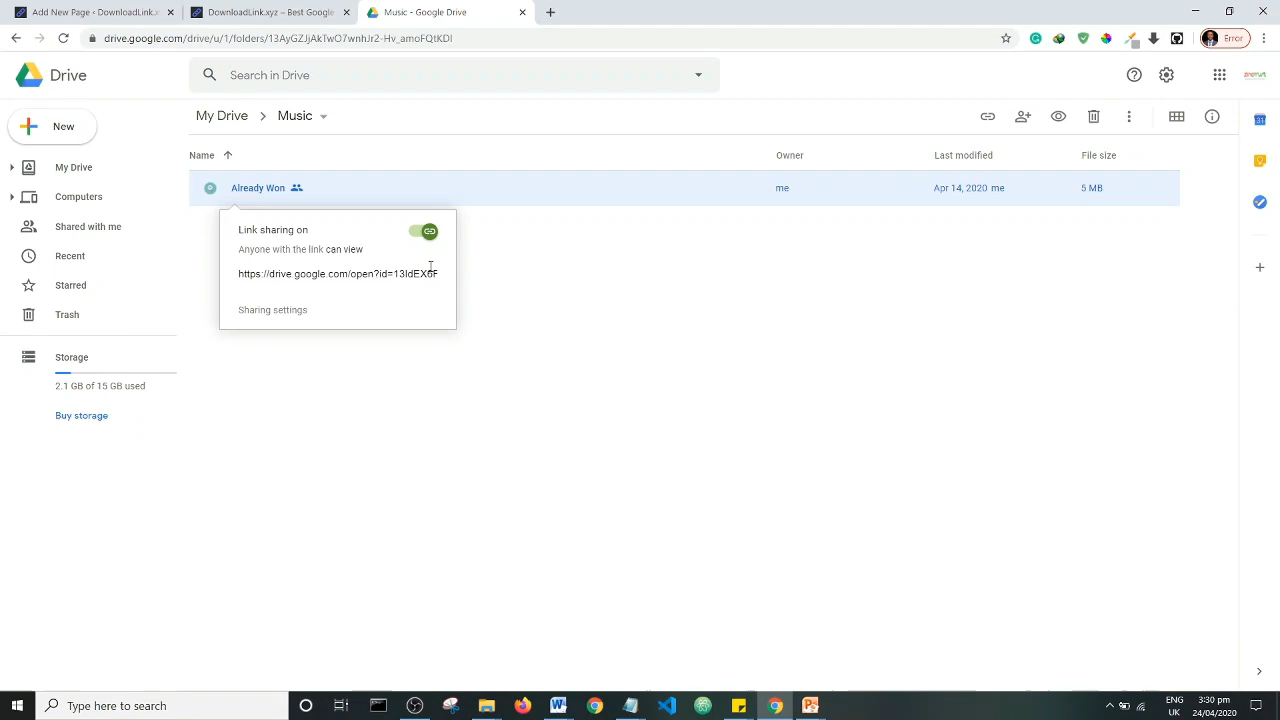 Add New Page ‹ DownloadLink.x
DownloadLink.xyz – Best Google
Music - Google Drive
drive.google.com/drive/u/1/folders/13AyGZJjAkTwO7wnhJr2-Hv_amoFQtKDI
Error
Drive
Search in Drive
New
My Drive
Music
Name
Owner
Last modified
File size
My Drive
Already Won
me
Apr 14, 2020 me
5 MB
Computers
Link sharing on
Shared with me
Anyone with the link can view
Recent
https://drive.google.com/open?id=13IdEX6F
Starred
Sharing settings
Trash
Storage
2.1 GB of 15 GB used
Buy storage
Type here to search
ENG
UK
3:30 pm
24/04/2020